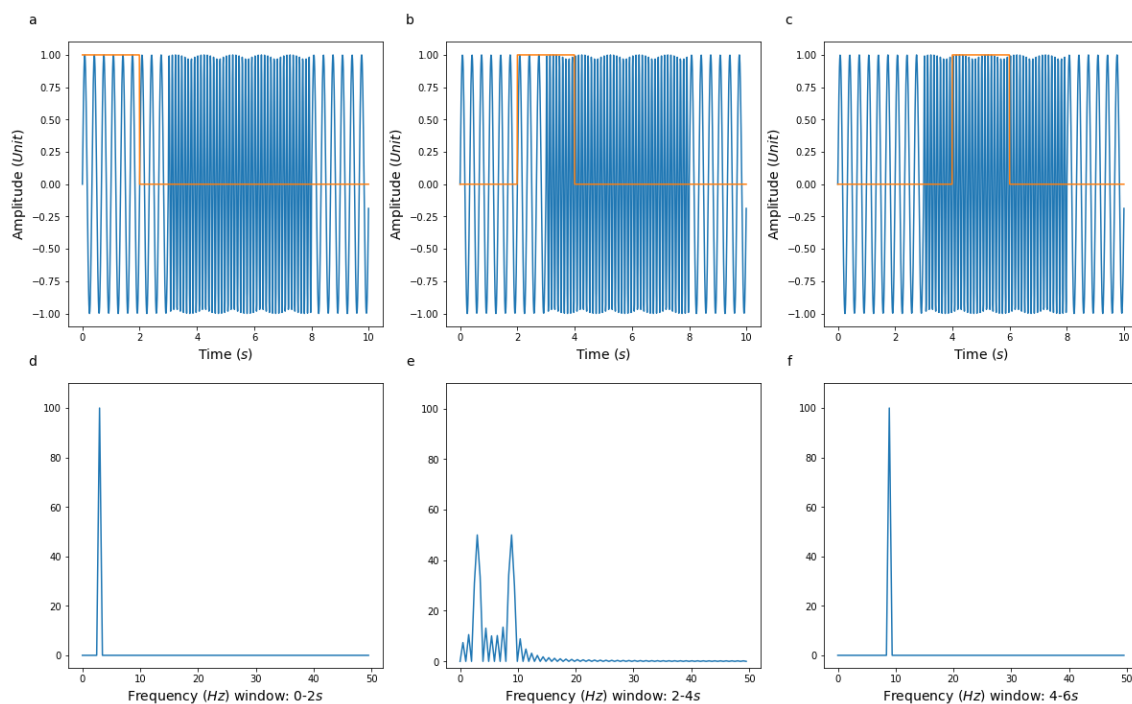 a
b
c
1.00
0.75
0.50
0.25
0.00
−0.25
−0.50
−0.75
−1.00
Amplitude (Unit)
0 2 4 6 8 10
Time (s)
1.00
0.75
0.50
0.25
0.00
−0.25
−0.50
−0.75
−1.00
Amplitude (Unit)
0 2 4 6 8 10
Time (s)
1.00
0.75
0.50
0.25
0.00
−0.25
−0.50
−0.75
−1.00
Amplitude (Unit)
0 2 4 6 8 10
Time (s)
d
e
f
100
80
60
40
20
0
0 10 20 30 40 50
Frequency (Hz) window: 0-2s
100
80
60
40
20
0
0 10 20 30 40 50
Frequency (Hz) window: 2-4s
100
80
60
40
20
0
0 10 20 30 40 50
Frequency (Hz) window: 4-6s